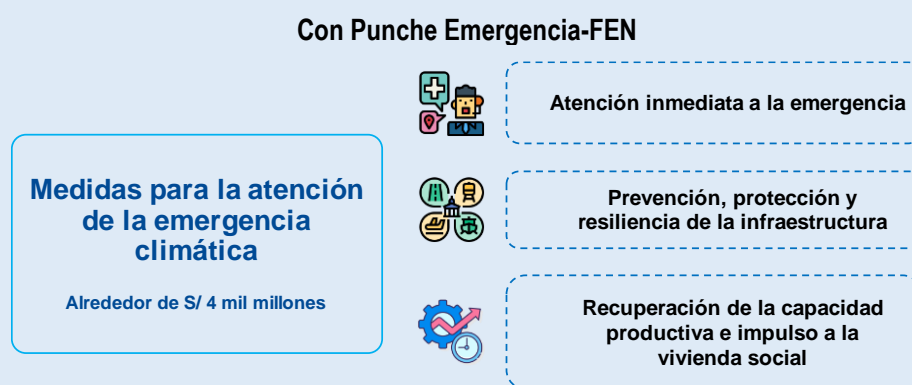 Con Punche Emergencia-FEN
Medidas para la atención
de la emergencia
climática
Alrededor de S/ 4 mil millones
Atención inmediata a la emergencia
Prevención, protección y
resiliencia de la infraestructura
Recuperación de la capacidad
productiva e impulso a la
vivienda social